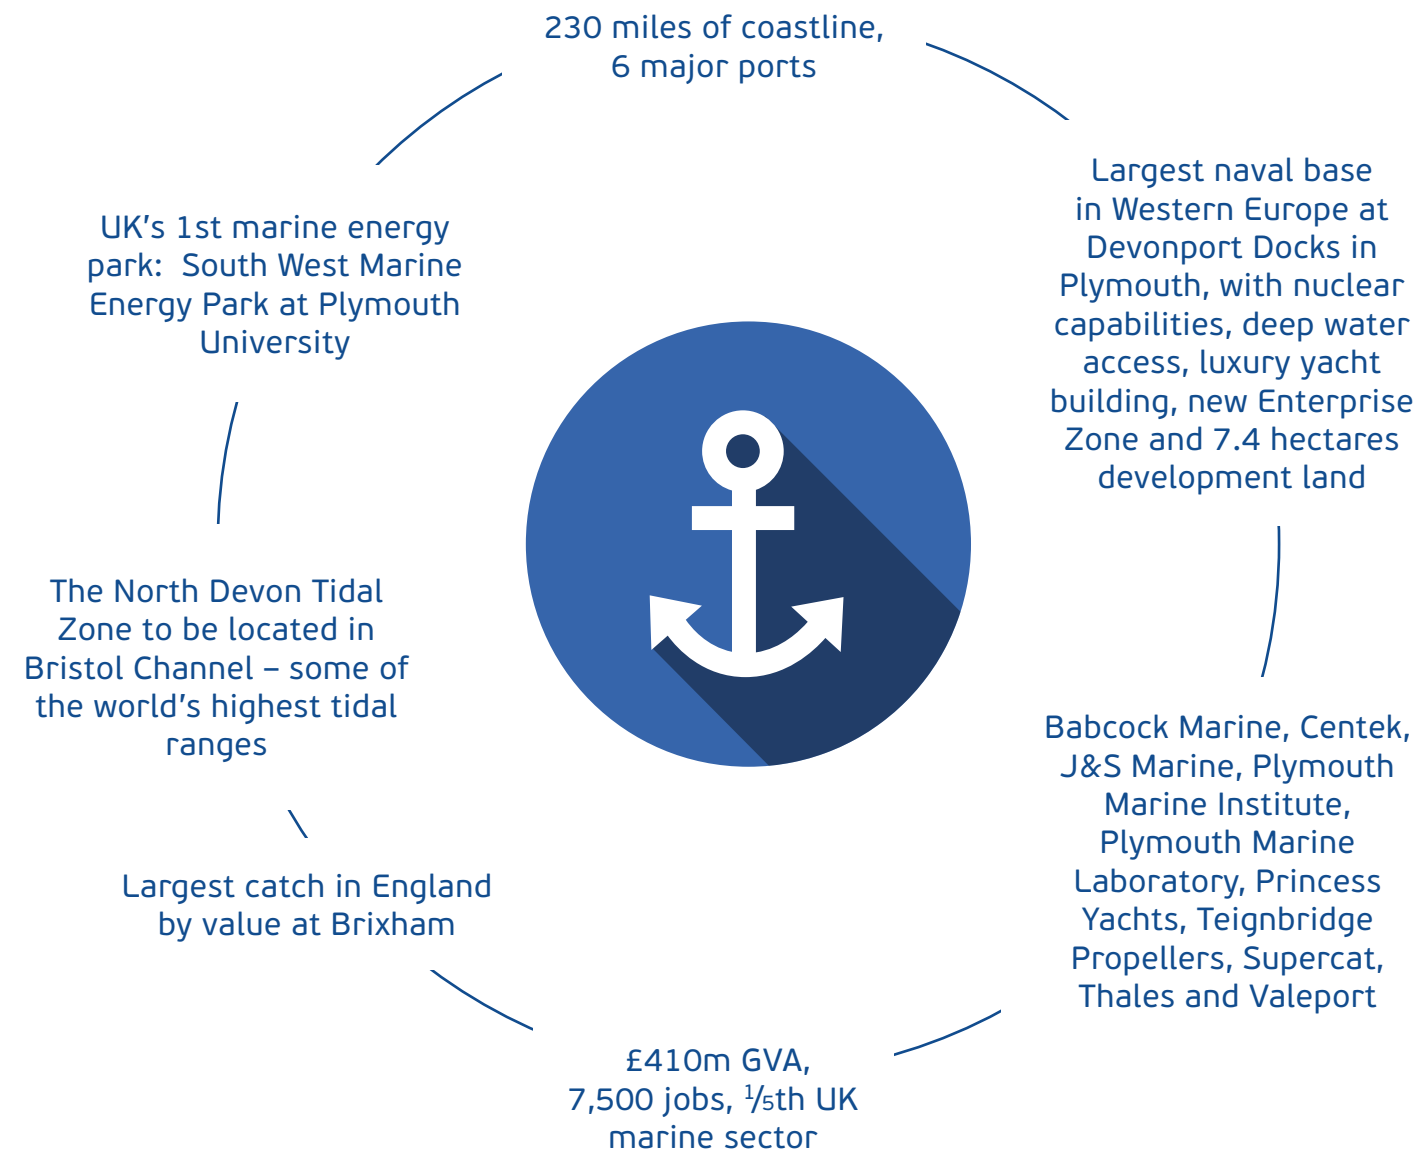 230 miles of coastline,
6 major ports
Largest naval base
in Western Europe at
Devonport Docks in
Plymouth, with nuclear
capabilities, deep water
access, luxury yacht
building, new Enterprise
Zone and 7.4 hectares
development land
Babcock Marine, Centek,
J&S Marine, Plymouth
Marine Institute,
Plymouth Marine
Laboratory, Princess
Yachts, Teignbridge
Propellers, Supercat,
Thales and Valeport
£410m GVA,
7,500 jobs, ⅕th UK
marine sector
Largest catch in England
by value at Brixham
The North Devon Tidal
Zone to be located in
Bristol Channel – some of
the world’s highest tidal
ranges
UK’s 1st marine energy
park:  South West Marine
Energy Park at Plymouth
University